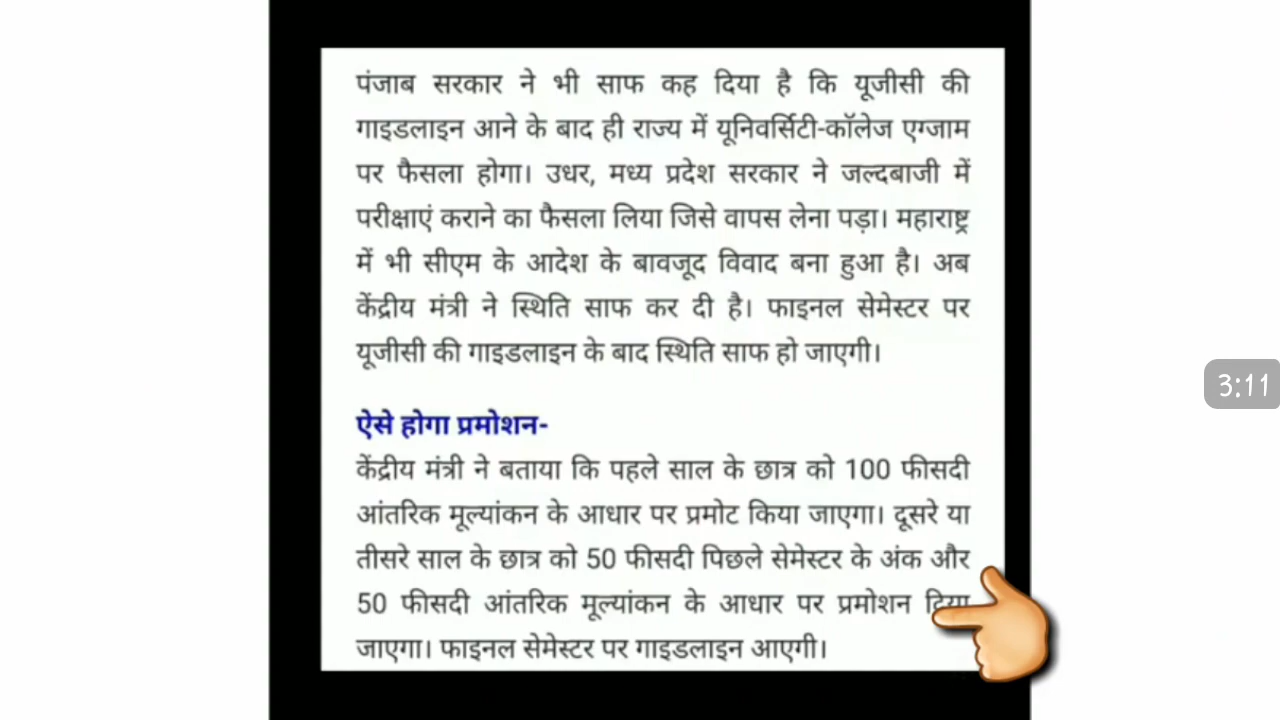 पंजाब सरकार ने भी साफ कह दिया है कि यूजीसी की
गाइडलाइन आने के बाद ही राज्य में यूनिवर्सिटी-कॉलेज एग्जाम
पर फैसला होगा। उधर, मध्य प्रदेश सरकार ने जल्दबाजी में
परीक्षाएं कराने का फैसला लिया जिसे वापस लेना पड़ा। महाराष्ट्र
में भी सीएम के आदेश के बावजूद विवाद बना हुआ है। अब
केंद्रीय मंत्री ने स्थिति साफ कर दी है। फाइनल सेमेस्टर पर
यूजीसी की गाइडलाइन के बाद स्थिति साफ हो जाएगी।
ऐसे होगा प्रमोशन-
केंद्रीय मंत्री ने बताया कि पहले साल के छात्र को 100 फीसदी
आंतरिक मूल्यांकन के आधार पर प्रमोट किया जाएगा। दूसरे या
तीसरे साल के छात्र को 50 फीसदी पिछले सेमेस्टर के अंक और
50 फीसदी आंतरिक मूल्यांकन के आधार पर प्रमोशन दिया
जाएगा। फाइनल सेमेस्टर पर गाइडलाइन आएगी।
3:11